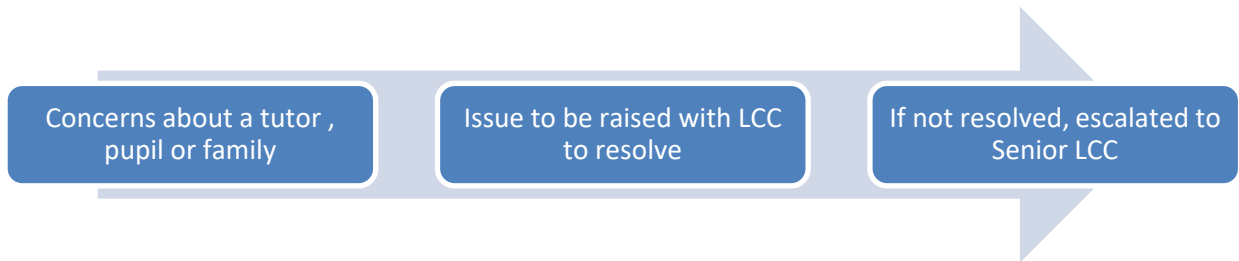 Concerns about a tutor ,
pupil or family
Issue to be raised with LCC
to resolve
If not resolved, escalated to
Senior LCC